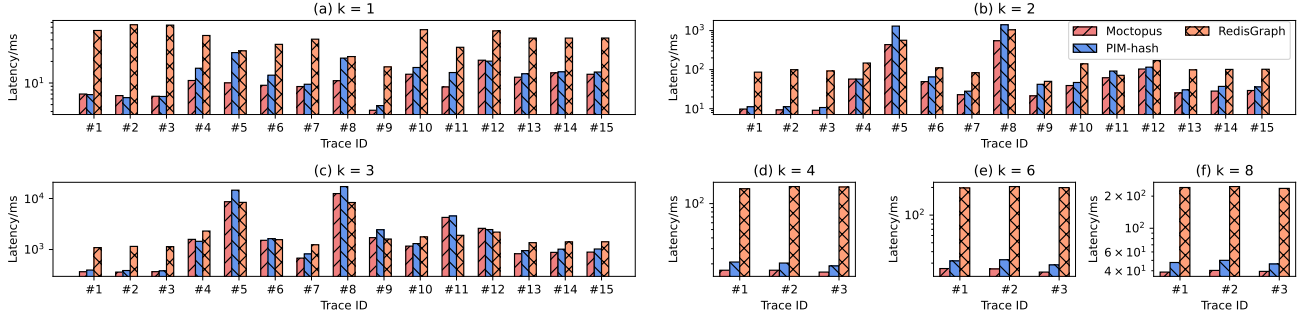 (a) k = 1
Latency/ms
10¹
#1 #2 #3 #4 #5 #6 #7 #8 #9 #10 #11 #12 #13 #14 #15
Trace ID
(b) k = 2
Latency/ms
10³
10²
10¹
Moctopus
PIM-hash
RedisGraph
#1 #2 #3 #4 #5 #6 #7 #8 #9 #10 #11 #12 #13 #14 #15
Trace ID
(c) k = 3
Latency/ms
10⁴
10³
#1 #2 #3 #4 #5 #6 #7 #8 #9 #10 #11 #12 #13 #14 #15
Trace ID
(d) k = 4
Latency/ms
10²
#1 #2 #3
Trace ID
(e) k = 6
Latency/ms
10²
#1 #2 #3
Trace ID
(f) k = 8
Latency/ms
2 × 10²
10²
6 × 10¹
4 × 10¹
#1 #2 #3
Trace ID